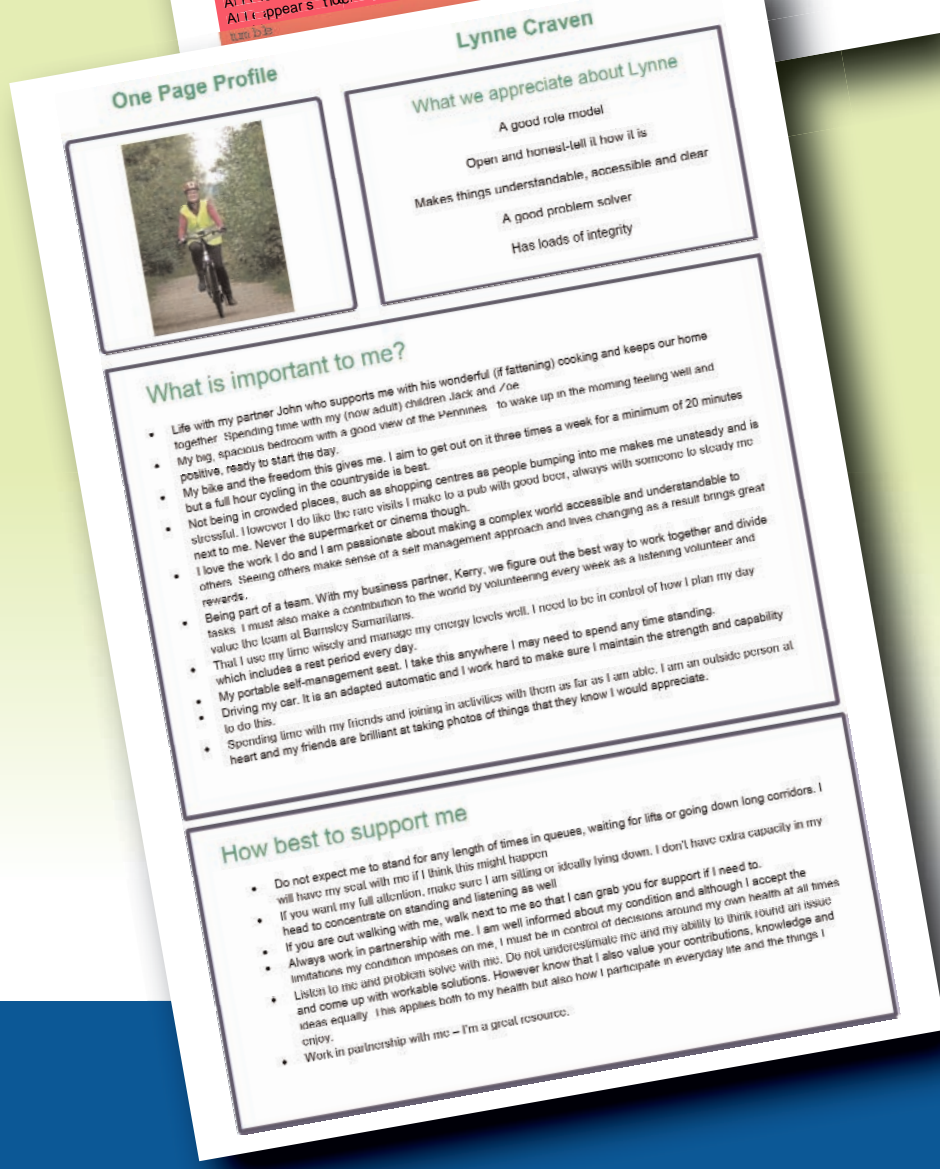 One Page Profile
Lynne Craven
What we appreciate about Lynne
A good role model
Open and honest-tell it how it is
Makes things understandable, accessible and clear
A good problem solver
Has loads of integrity
What is important to me?
• Life with my partner John who supports me with his wonderful (if fattening) cooking and keeps our home
together. Spending time with my (now adult) children Jack and Zoe
• My big, spacious bedroom with a good view of the Pennines to wake up in the morning feeling well and
positive, ready to start the day.
• My bike and the freedom this gives me. I aim to get out on it three times a week for a minimum of 20 minutes
but a full hour cycling in the countryside is best.
• Not being in crowded places, such as shopping centres as people bumping into me makes me unsteady and is
stressful. However I do like the rare visits I make to a pub with good beer, always with someone to steady me
next to me. Never the supermarket or cinema though.
• I love the work I do and I am passionate about making a complex world accessible and understandable to
others. Seeing others make sense of a self management approach and lives changing as a result brings great
rewards.
• Being part of a team. With my business partner, Kerry, we figure out the best way to work together and divide
tasks. I must also make a contribution to the world by volunteering every week as a listening volunteer and
value the team at Barnsley Samaritans.
• That I use my time wisely and manage my energy levels well. I need to be in control of how I plan my day
which includes a rest period every day.
• My portable self-management seat. I take this anywhere I may need to spend any time standing.
• Driving my car. It is an adapted automatic and I work hard to make sure I maintain the strength and capability
to do this.
• Spending time with my friends and joining in activities with them as far as I am able. I am an outside person at
heart and my friends are brilliant at taking photos of things that they know I would appreciate.
How best to support me
• Do not expect me to stand for any length of times in queues, waiting for lifts or going down long corridors. I
will have my seat with me if I think this might happen
• If you want my full attention, make sure I am sitting or ideally lying down. I don't have extra capacity in my
head to concentrate on standing and listening as well
• If you are out walking with me, walk next to me so that I can grab you for support if I need to.
• Always work in partnership with me. I am well informed about my condition and although I accept the
limitations my condition imposes on me, I must be in control of decisions around my own health at all times
• Listen to me and problem solve with me. Do not underestimate me and my ability to think round an issue
and come up with workable solutions. However know that I also value your contributions, knowledge and
ideas equally. This applies both to my health but also how I participate in everyday life and the things I
enjoy.
• Work in partnership with me – I'm a great resource.